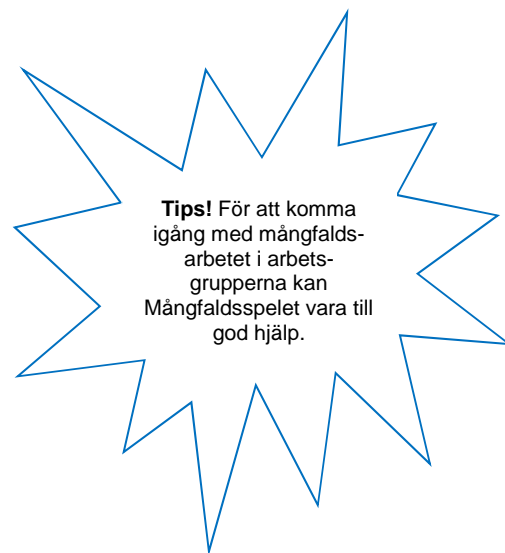 Tips! För att komma
igång med mångfalds-
arbetet i arbets-
grupperna kan
Mångfaldsspelet vara till
god hjälp.